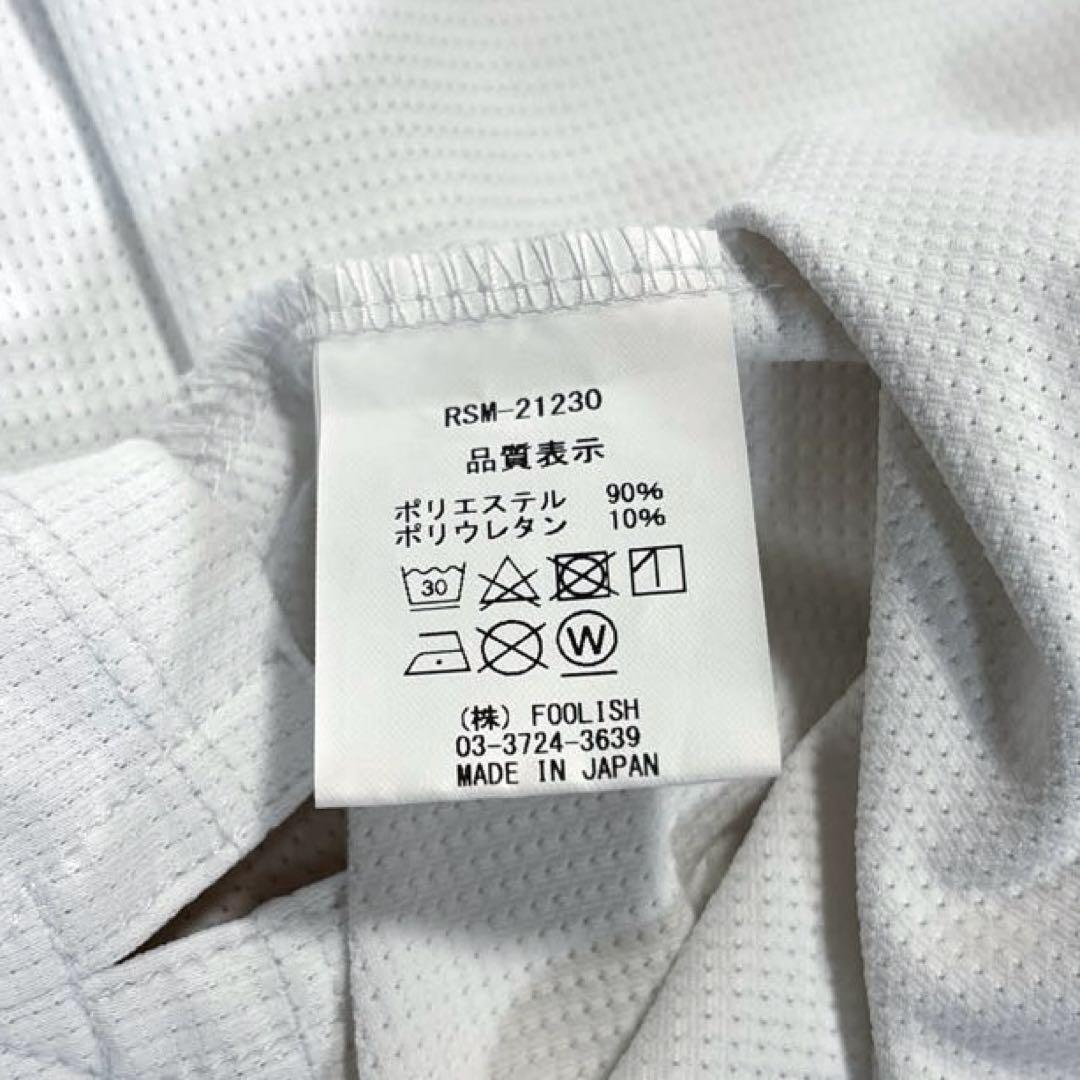 RSM-21230
品質表示
ポリエステル 90%
ポリウレタン 10%
30
W
(株) FOOLISH
03-3724-3639
MADE IN JAPAN